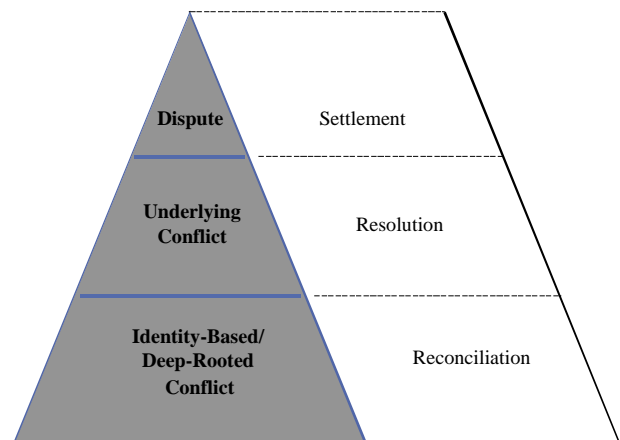 Dispute
Settlement
Underlying
Conflict
Resolution
Identity-Based/
Deep-Rooted
Conflict
Reconciliation